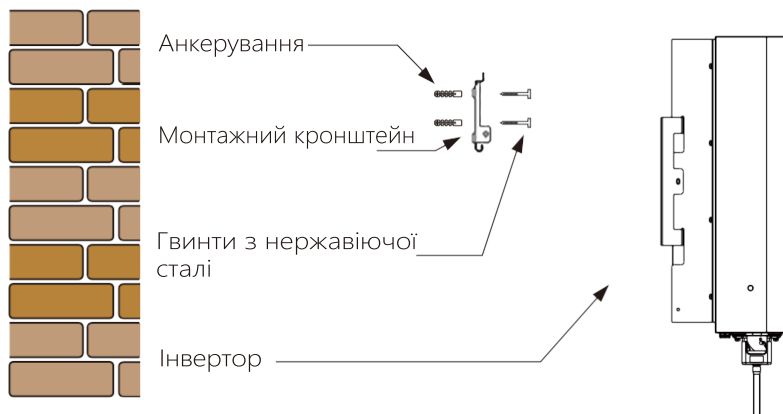 Анкерування
Монтажний кронштейн
Гвинти з нержавіючої
сталі
Інвертор